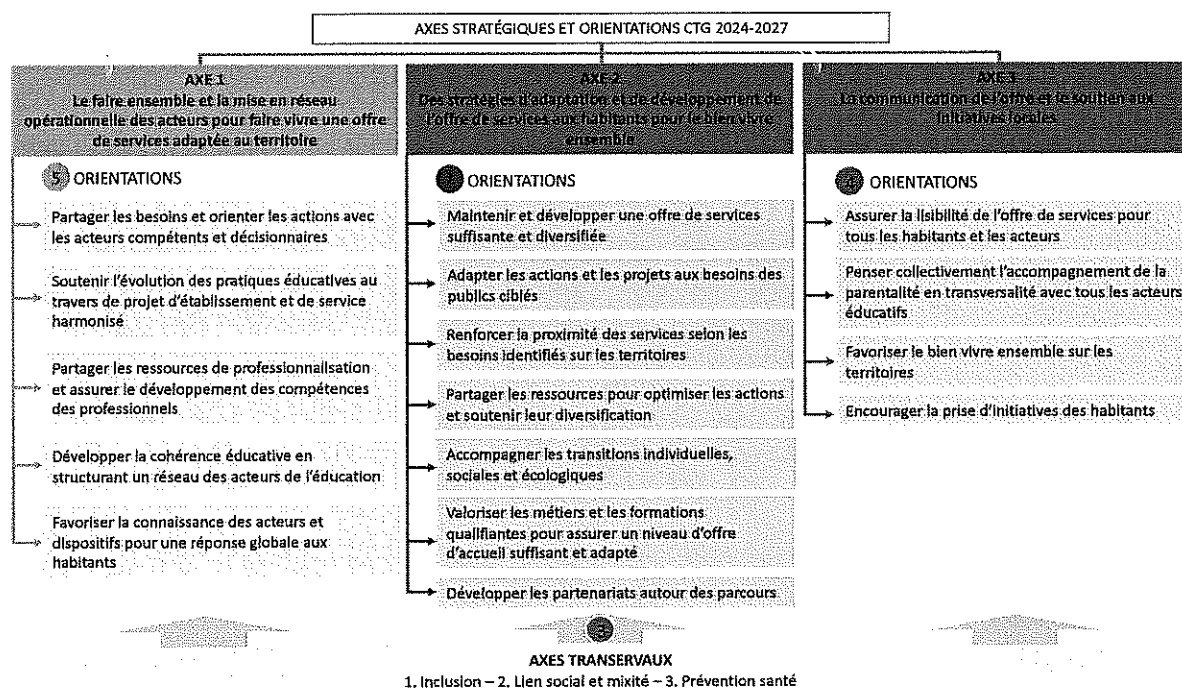 AXES STRATÉGIQUES ET ORIENTATIONS CTG 2024-2027
AXE 1
Le faire ensemble et la mise en réseau
opérationnelle des acteurs pour faire vivre une offre
de services adaptée au territoire
5 ORIENTATIONS
Partager les besoins et orienter les actions avec
les acteurs compétents et décisionnaires
Soutenir l'évolution des pratiques éducatives au
travers de projet d'établissement et de service
harmonisé
Partager les ressources de professionnalisation
et assurer le développement des compétences
des professionnels
Développer la cohérence éducative en
structurant un réseau des acteurs de l'éducation
Favoriser la connaissance des acteurs et
dispositifs pour une réponse globale aux
habitants
AXE 2
Des stratégies d'adaptation et de développement de
l'offre de services aux habitants pour le bien vivre
ensemble
ORIENTATIONS
Maintenir et développer une offre de services
suffisante et diversifiée
Adapter les actions et les projets aux besoins des
publics ciblés
Renforcer la proximité des services selon les
besoins identifiés sur les territoires
Partager les ressources pour optimiser les actions
et soutenir leur diversification
Accompagner les transitions individuelles,
sociales et écologiques
Valoriser les métiers et les formations
qualifiantes pour assurer un niveau d'offre
d'accueil suffisant et adapté
Développer les partenariats autour des parcours
AXE 3
La communication de l'offre et le soutien aux
initiatives locales
4 ORIENTATIONS
Assurer la lisibilité de l'offre de services pour
tous les habitants et les acteurs
Penser collectivement l'accompagnement de la
parentalité en transversalité avec tous les acteurs
éducatifs
Favoriser le bien vivre ensemble sur les
territoires
Encourager la prise d'initiatives des habitants
3
AXES TRANSERVAUX
1. Inclusion – 2. Lien social et mixité – 3. Prévention santé